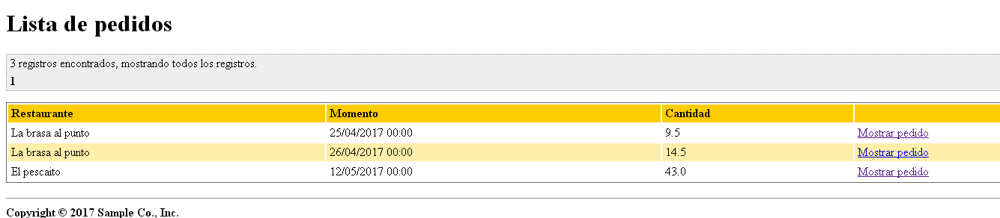 Lista de pedidos
3 registros encontrados, mostrando todos los registros.
1
Restaurante Momento Cantidad
La brasa al punto 25/04/2017 00:00 9.5 Mostrar pedido
La brasa al punto 26/04/2017 00:00 14.5 Mostrar pedido
El pescaito 12/05/2017 00:00 43.0 Mostrar pedido
Copyright © 2017 Sample Co., Inc.